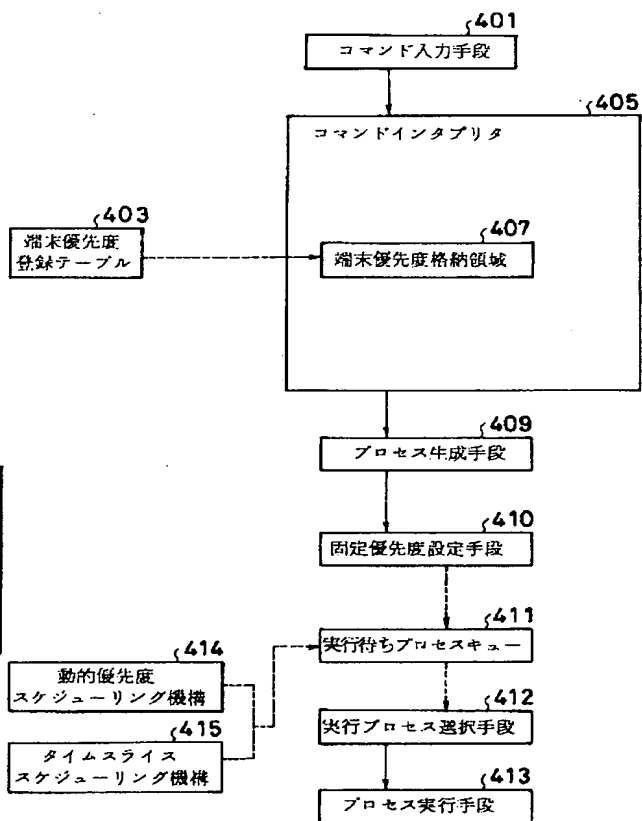 401
コマンド入力手段
405
コマンドインタプリタ
403
端末優先度
登録テーブル
407
端末優先度格納領域
409
プロセス生成手段
410
固定優先度設定手段
411
実行待ちプロセスキュー
414
動的優先度
スケジューリング機構
412
実行プロセス選択手段
415
タイムスライス
スケジューリング機構
413
プロセス実行手段